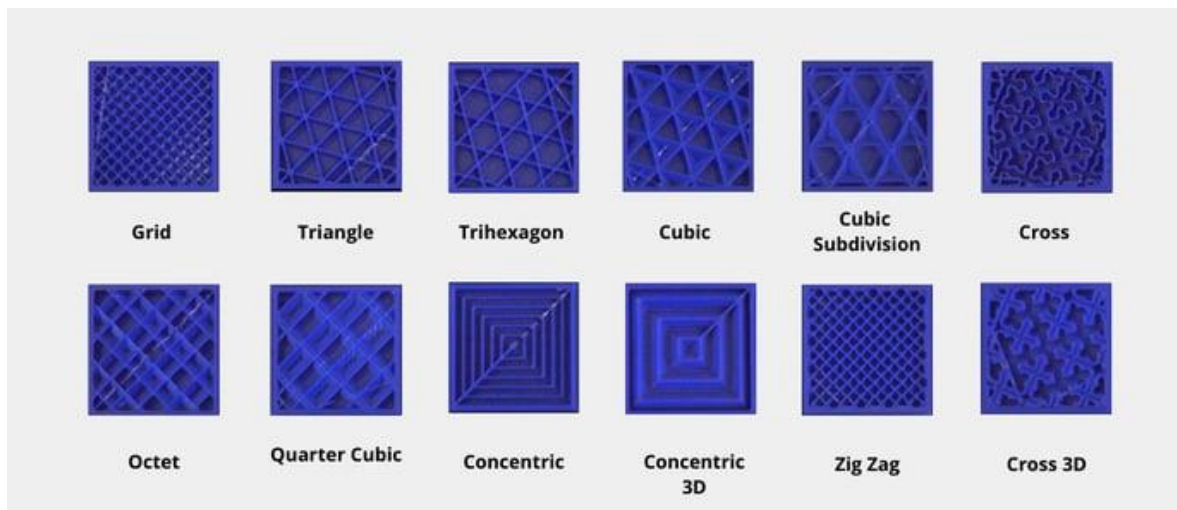 Grid
Triangle
Trihexagon
Cubic
Cubic
Subdivision
Cross
Octet
Quarter Cubic
Concentric
Concentric
3D
Zig Zag
Cross 3D